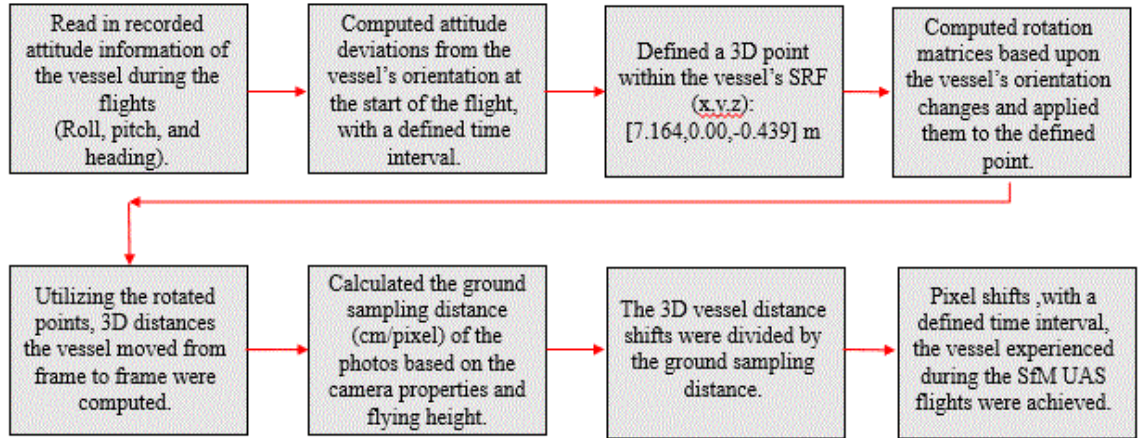 Read in recorded
attitude information of
the vessel during the
flights
(Roll, pitch, and
heading).
Computed attitude
deviations from the
vessel's orientation at
the start of the flight,
with a defined time
interval.
Defined a 3D point
within the vessel's SRF
(x,y,z):
[7.164,0.00,-0.439] m
Computed rotation
matrices based upon
the vessel's orientation
changes and applied
them to the defined
point.
Utilizing the rotated
points, 3D distances
the vessel moved from
frame to frame were
computed.
Calculated the ground
sampling distance
(cm/pixel) of the
photos based on the
camera properties and
flying height.
The 3D vessel distance
shifts were divided by
the ground sampling
distance.
Pixel shifts ,with a
defined time interval,
the vessel experienced
during the SfM UAS
flights were achieved.